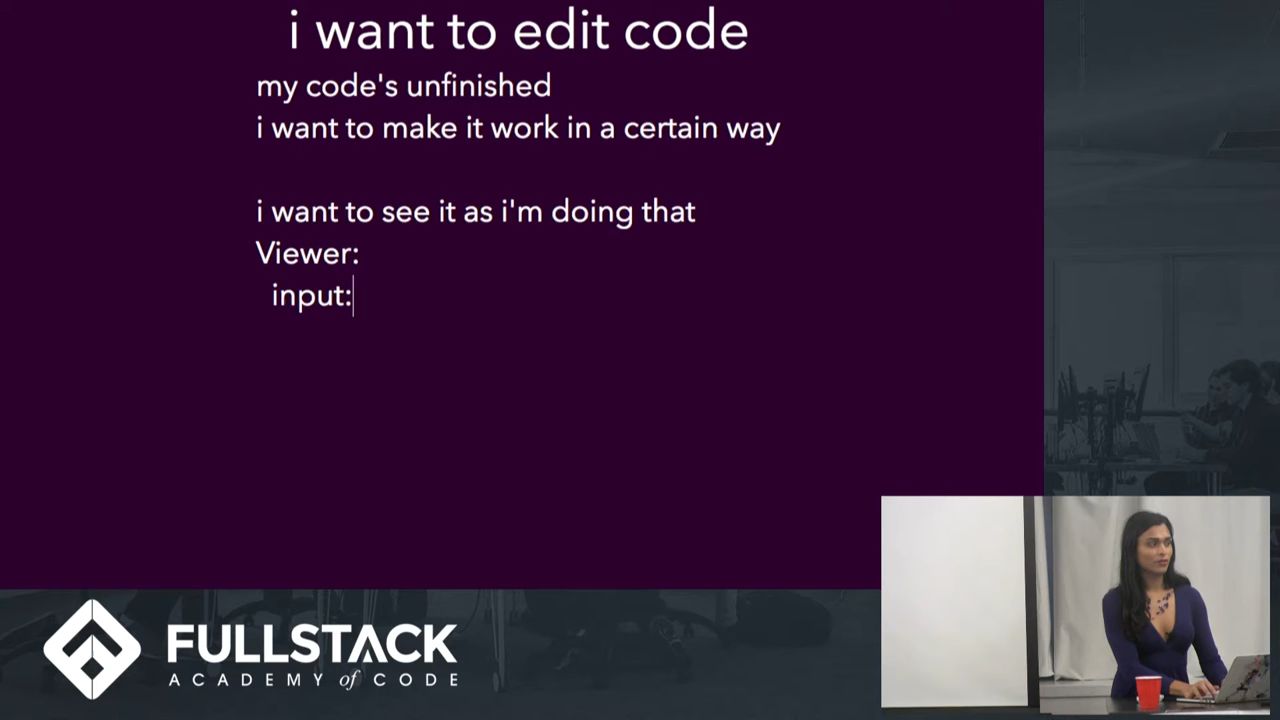 i want to edit code
my code's unfinished
i want to make it work in a certain way
i want to see it as i'm doing that
Viewer:
input:
FULLSTACK
ACADEMY of CODE